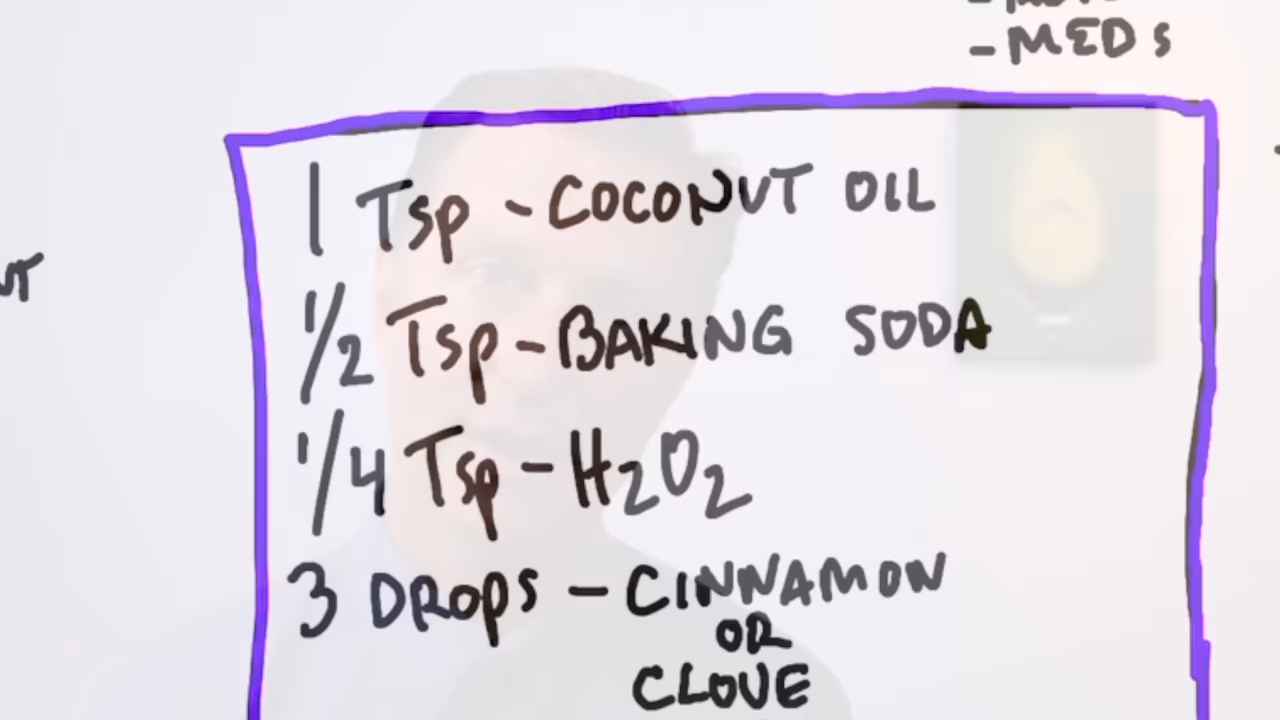 - MEDS
1 Tsp - COCONUT OIL
1/2 Tsp - BAKING SODA
1/4 Tsp - H2O2
3 DROPS - CINNAMON
OR
CLOVE